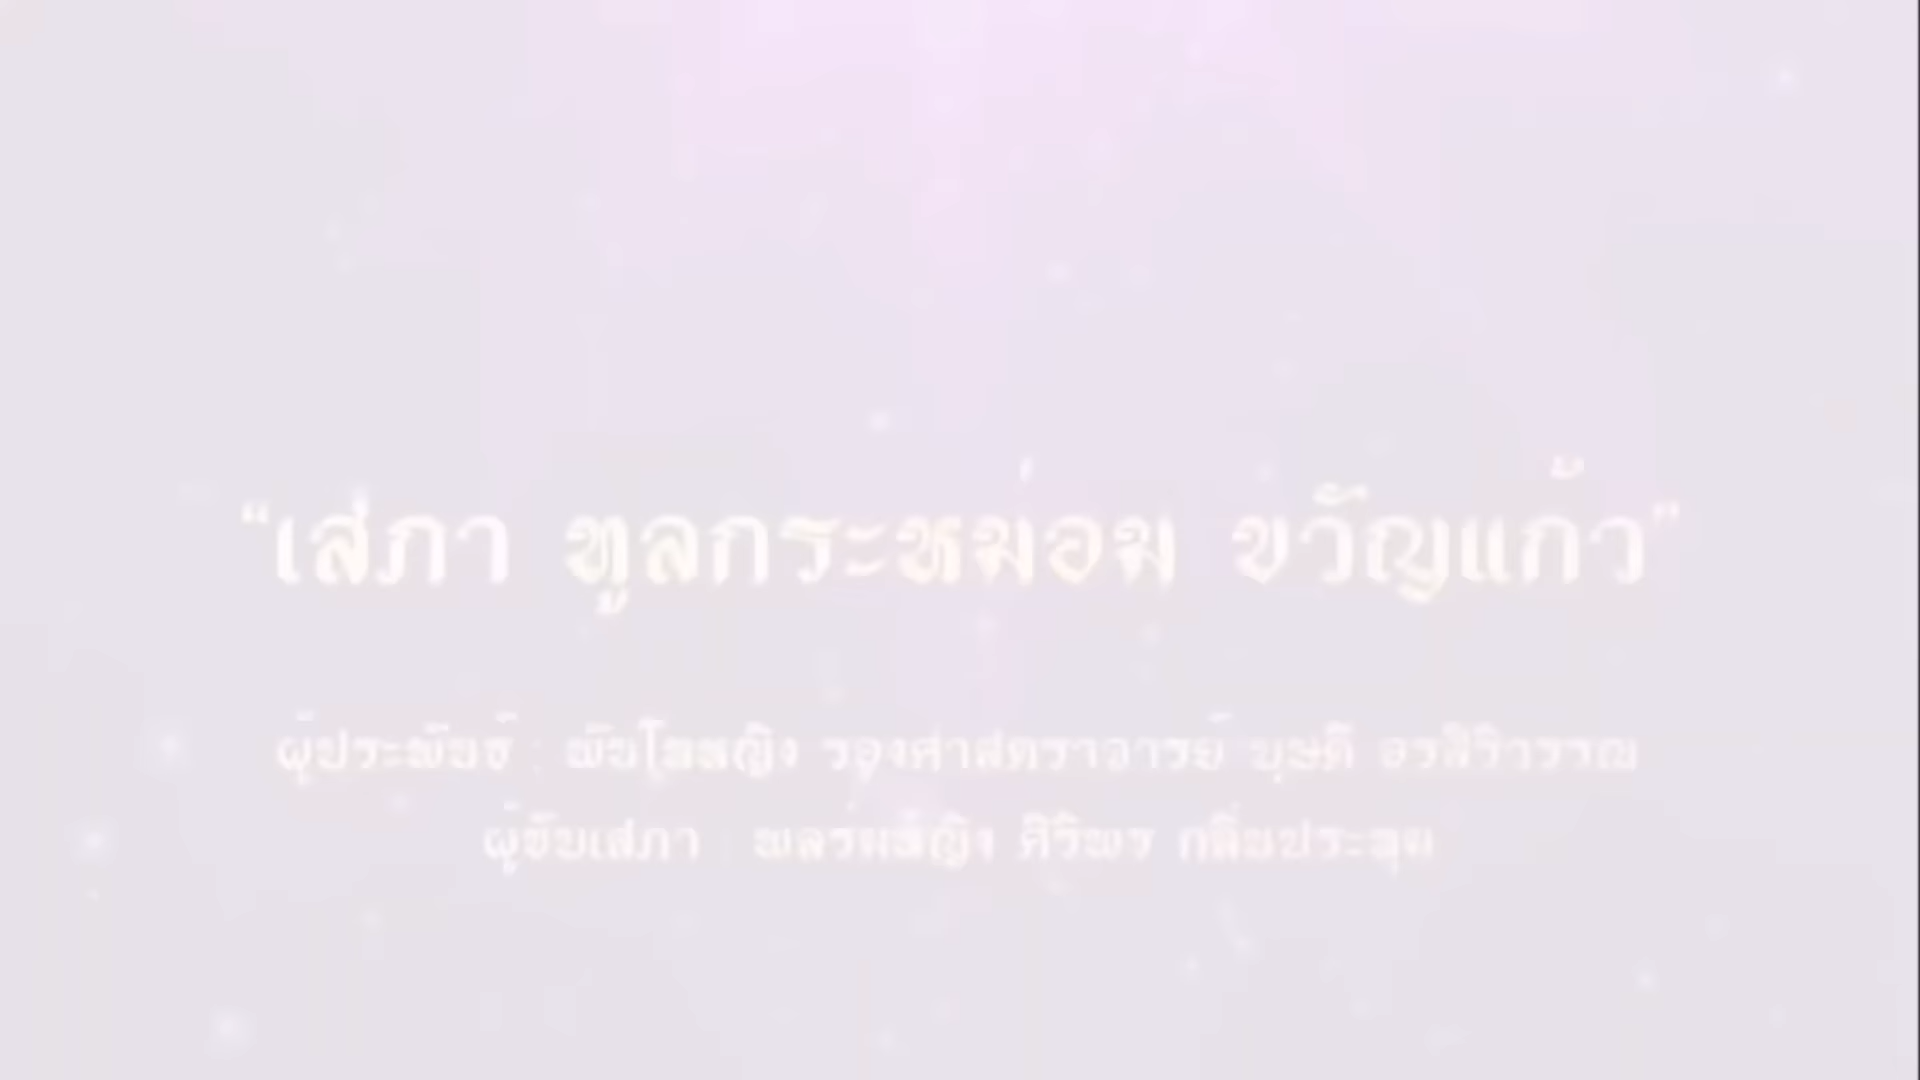 “เสภา ทูลกระหม่อม ขวัญแก้ว”
ผู้ประพันธ์ : พันโทหญิง รองศาสตราจารย์ บุษดี อรสิริวรรณ
ผู้ขับเสภา : พลร่มหญิง ศิริพร กลิ่นประทุม